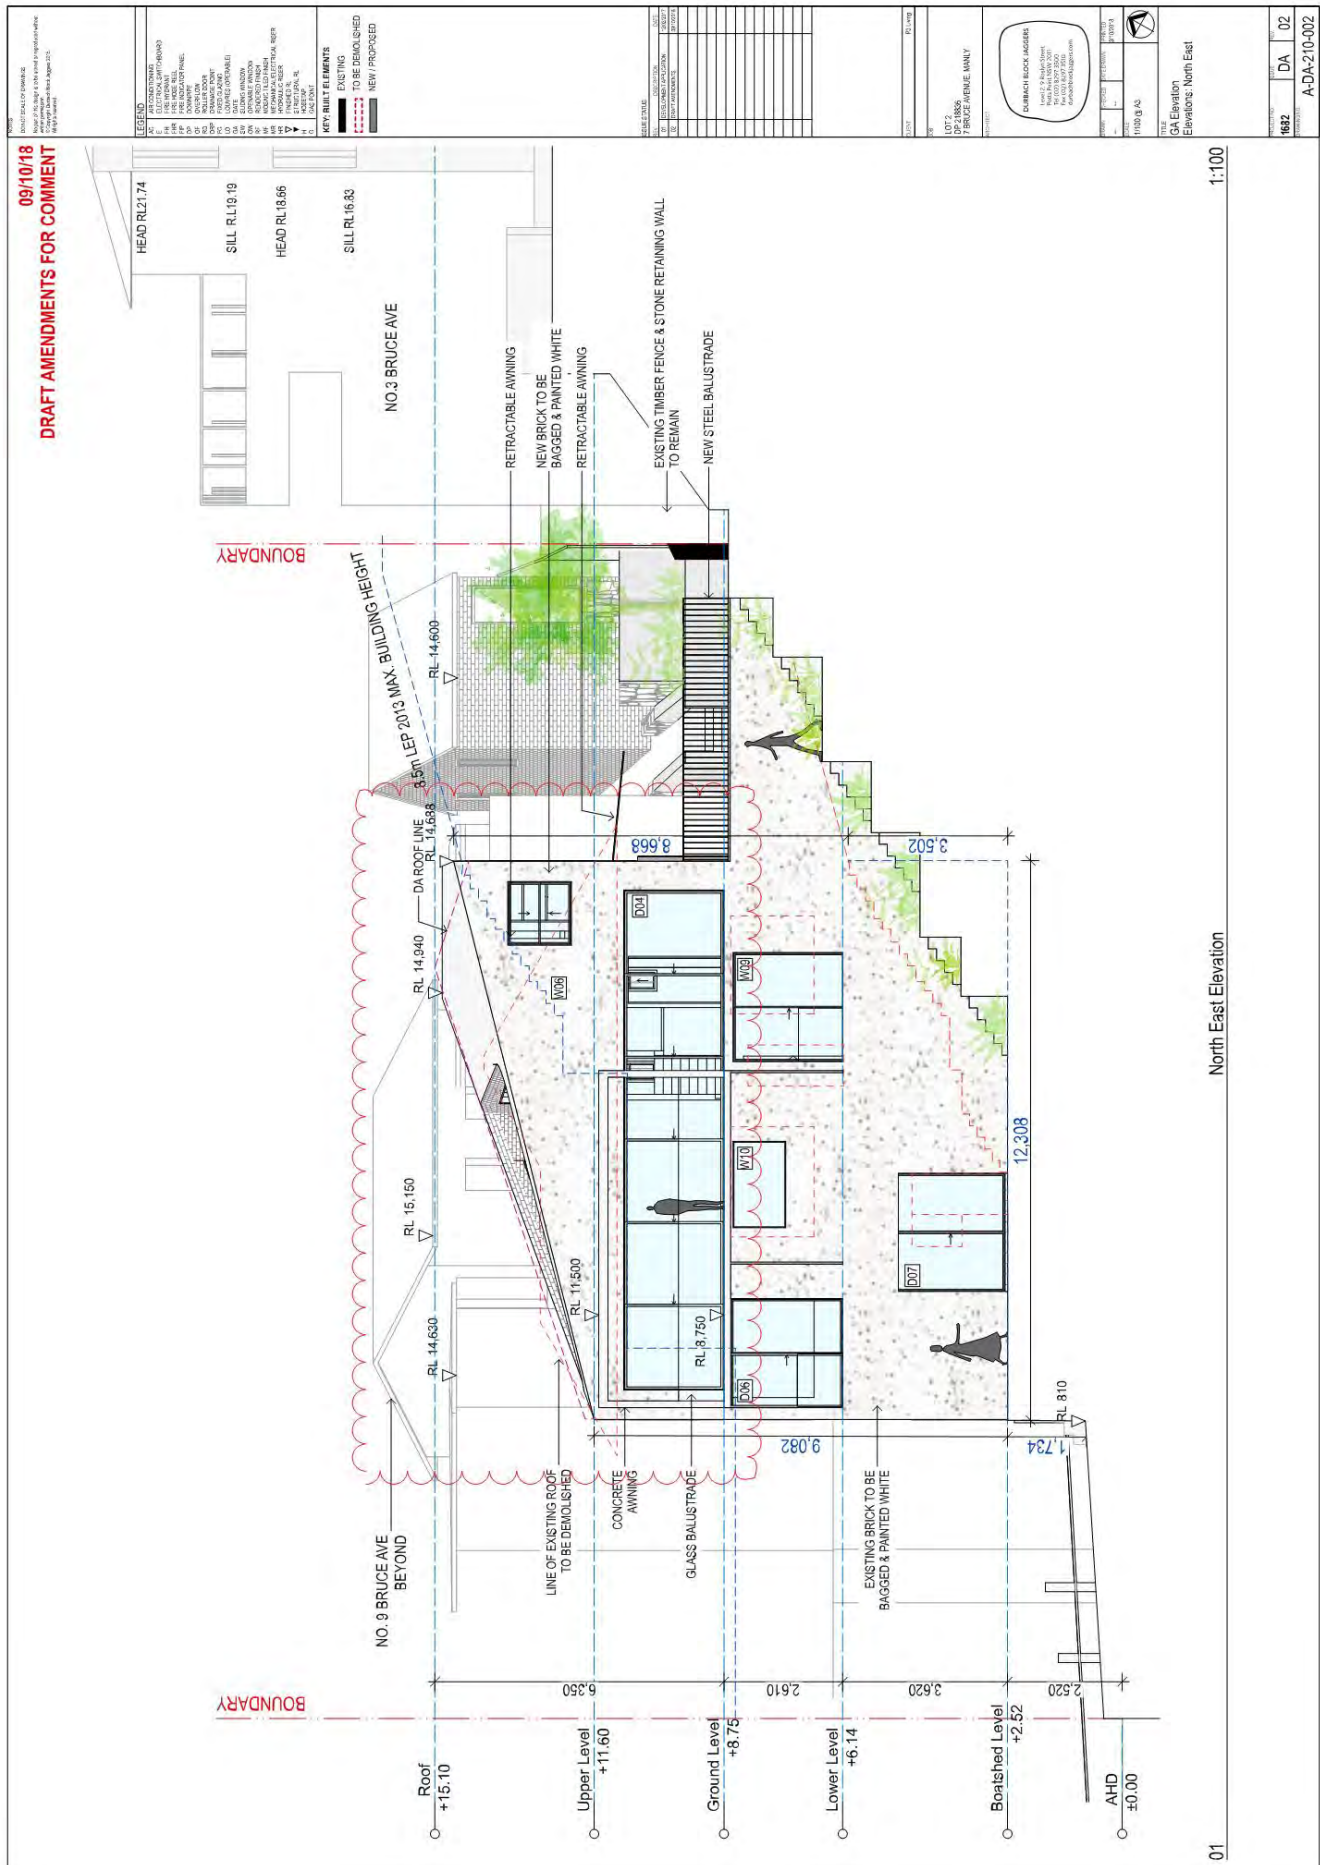 09/10/18
DRAFT AMENDMENTS FOR COMMENT
HEAD RL21.74
SILL R.L19.19
HEAD RL18.66
SILL RL16.83
NO.3 BRUCE AVE
BOUNDARY
8.5m LEP 2013 MAX. BUILDING HEIGHT
RL 14,600
RL 14,688
DA ROOF LINE
RL 14,940
RL 15,150
RL 14,630
RL 11,500
RL 8,750
RL 810
RETRACTABLE AWNING
NEW BRICK TO BE
BAGGED & PAINTED WHITE
RETRACTABLE AWNING
EXISTING TIMBER FENCE & STONE RETAINING WALL
TO REMAIN
NEW STEEL BALUSTRADE
NO. 9 BRUCE AVE
BEYOND
LINE OF EXISTING ROOF
TO BE DEMOLISHED
CONCRETE
AWNING
GLASS BALUSTRADE
EXISTING BRICK TO BE
BAGGED & PAINTED WHITE
W06
D04
W09
W10
D06
D07
8,668
3,502
12,308
9,082
1,734
BOUNDARY
6,350
2,610
3,620
2,520
Roof
+15.10
Upper Level
+11.60
Ground Level
+8.75
Lower Level
+6.14
Boatshed Level
+2.52
AHD
±0.00
01
North East Elevation
1:100
LEGEND
KEY: BUILT ELEMENTS
EXISTING
TO BE DEMOLISHED
NEW / PROPOSED
LOT 2
DP 218836
7 BRUCE AVENUE, MANLY
DURBACH BLOCK JAGGERS
1/100 @ A3
TITLE
GA Elevation
Elevations: North East
1682
DA
02
A-DA-210-002